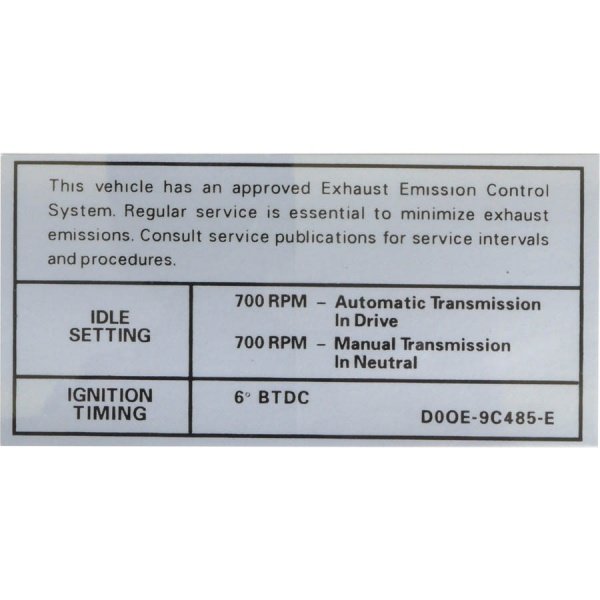 This vehicle has an approved Exhaust Emission Control
System. Regular service is essential to minimize exhaust
emissions. Consult service publications for service intervals
and procedures.
IDLE
SETTING
700 RPM – Automatic Transmission
In Drive
700 RPM – Manual Transmission
In Neutral
IGNITION
TIMING
6° BTDC
D0OE-9C485-E